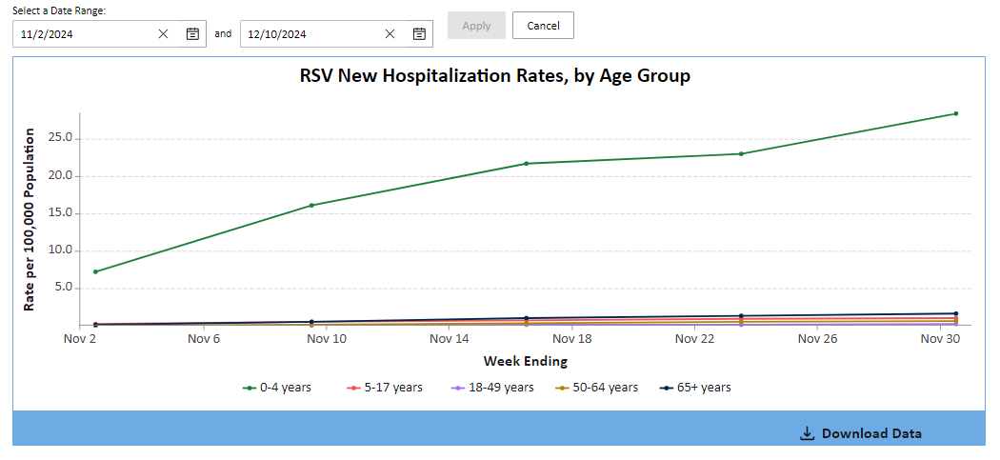 Select a Date Range:
11/2/2024 and 12/10/2024 Apply Cancel
RSV New Hospitalization Rates, by Age Group
Rate per 100,000 Population
25.0
20.0
15.0
10.0
5.0
Nov 2 Nov 6 Nov 10 Nov 14 Nov 18 Nov 22 Nov 26 Nov 30
Week Ending
0-4 years 5-17 years 18-49 years 50-64 years 65+ years
Download Data